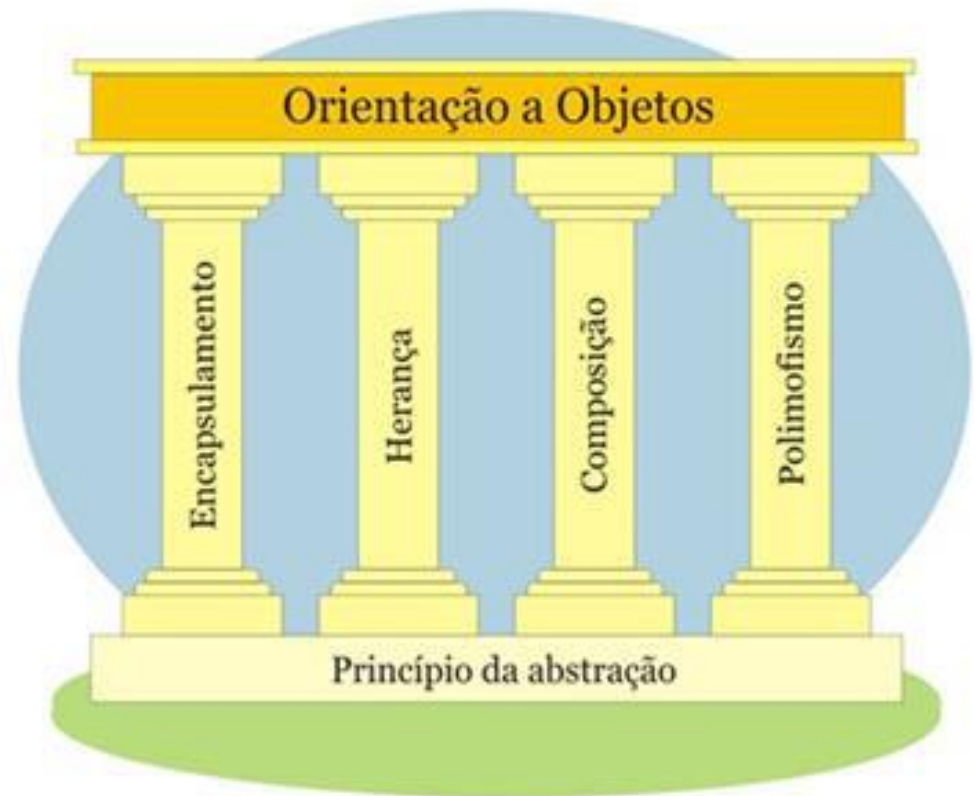 Orientação a Objetos
Encapsulamento
Herança
Composição
Polimofismo
Princípio da abstração